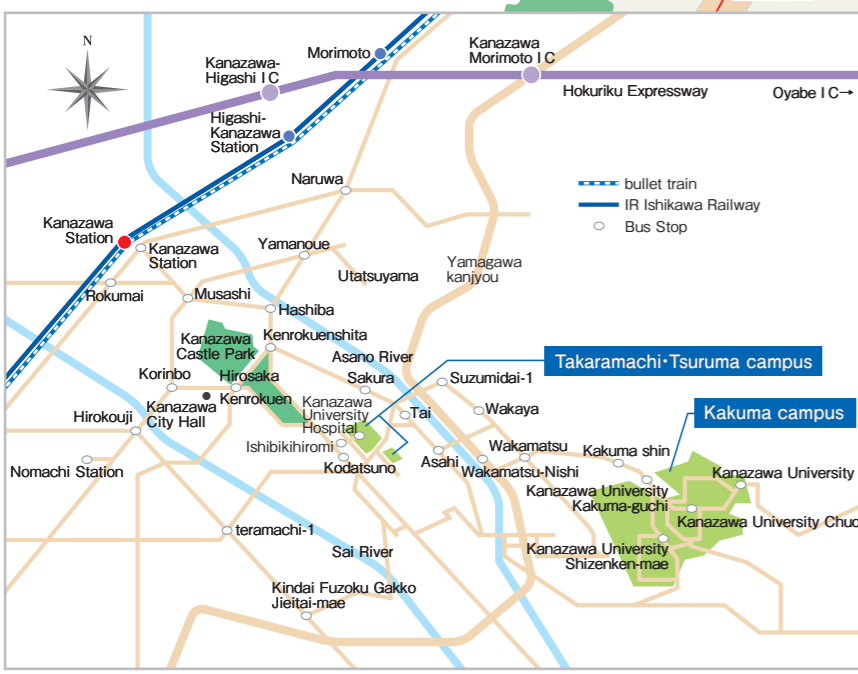 N
Morimoto
Kanazawa
Morimoto I C
Kanazawa-
Higashi I C
Hokuriku Expressway
Oyabe I C→
Higashi-
Kanazawa
Station
Naruwa
bullet train
IR Ishikawa Railway
Bus Stop
Kanazawa
Station
Kanazawa
Station
Yamanoue
Utatsuyama
Yamagawa
kanjyou
Rokumai
Musashi
Hashiba
Kanazawa
Castle Park
Kenrokuenshita
Asano River
Takaramachi・Tsuruma campus
Korinbo
Hirosaka
Sakura
Suzumidai-1
Kenrokuen
Kanazawa
City Hall
Kanazawa
University
Hospital
Tai
Wakaya
Kakuma campus
Hirokouji
Ishibikihiromi
Nomachi Station
Kodatsuno
Asahi
Wakamatsu
Wakamatsu-Nishi
Kakuma shin
Kanazawa University
Kanazawa University
Kakuma-guchi
Kanazawa University Chuo
teramachi-1
Sai River
Kanazawa University
Shizenken-mae
Kindai Fuzoku Gakko
Jieitai-mae